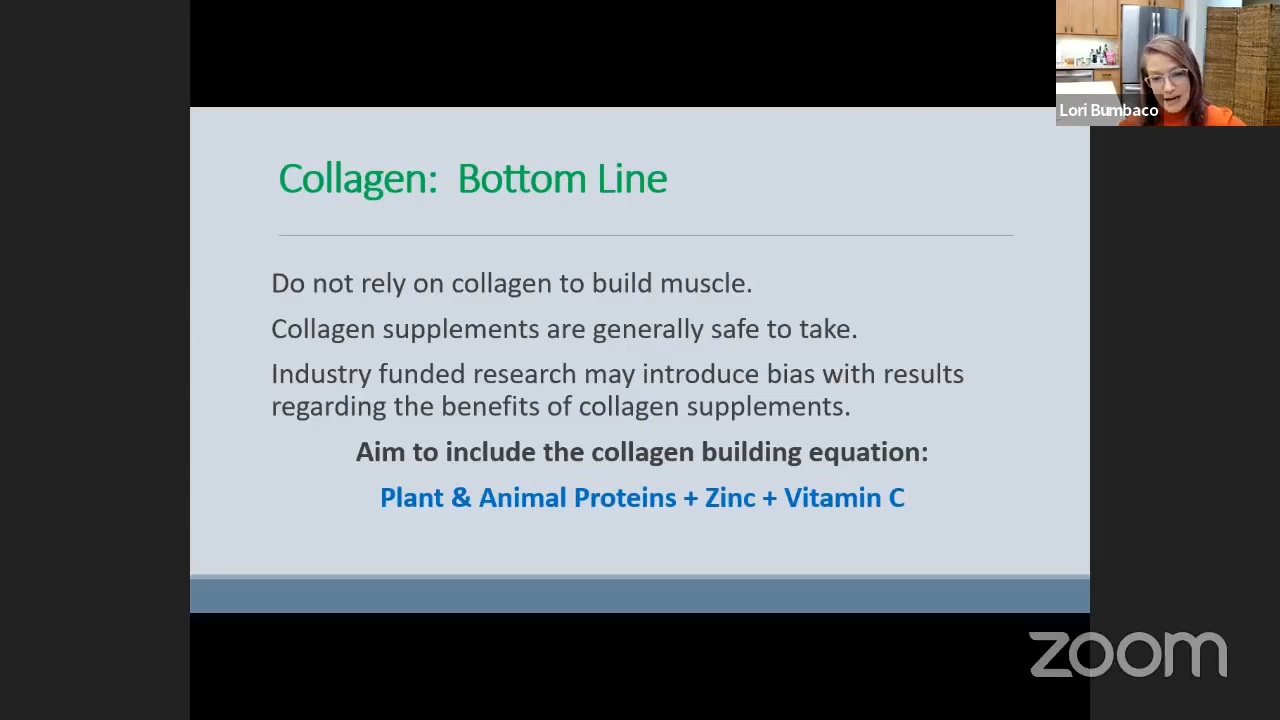 Lori Bumbaco
Collagen: Bottom Line
Do not rely on collagen to build muscle.
Collagen supplements are generally safe to take.
Industry funded research may introduce bias with results
regarding the benefits of collagen supplements.
Aim to include the collagen building equation:
Plant & Animal Proteins + Zinc + Vitamin C
zoom